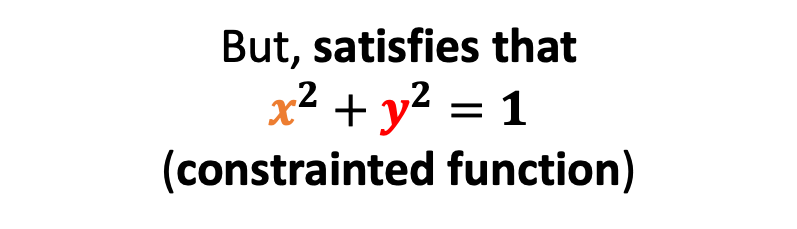 But, satisfies that
x² + y² = 1
(constrainted function)